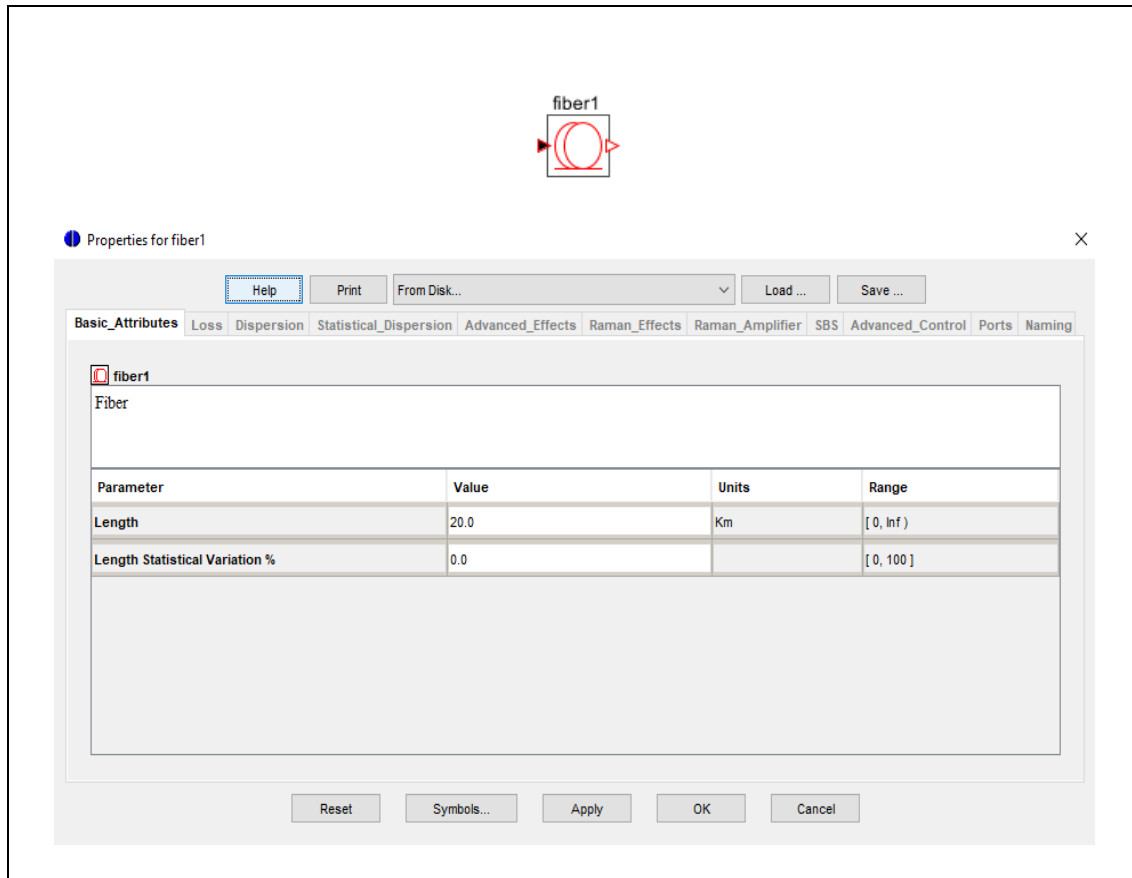 fiber1
Properties for fiber1
Help Print From Disk... Load ... Save ...
Basic_Attributes Loss Dispersion Statistical_Dispersion Advanced_Effects Raman_Effects Raman_Amplifier SBS Advanced_Control Ports Naming
fiber1
Fiber
Parameter Value Units Range
Length 20.0 Km [ 0, Inf )
Length Statistical Variation % 0.0 [ 0, 100 ]
Reset Symbols... Apply OK Cancel